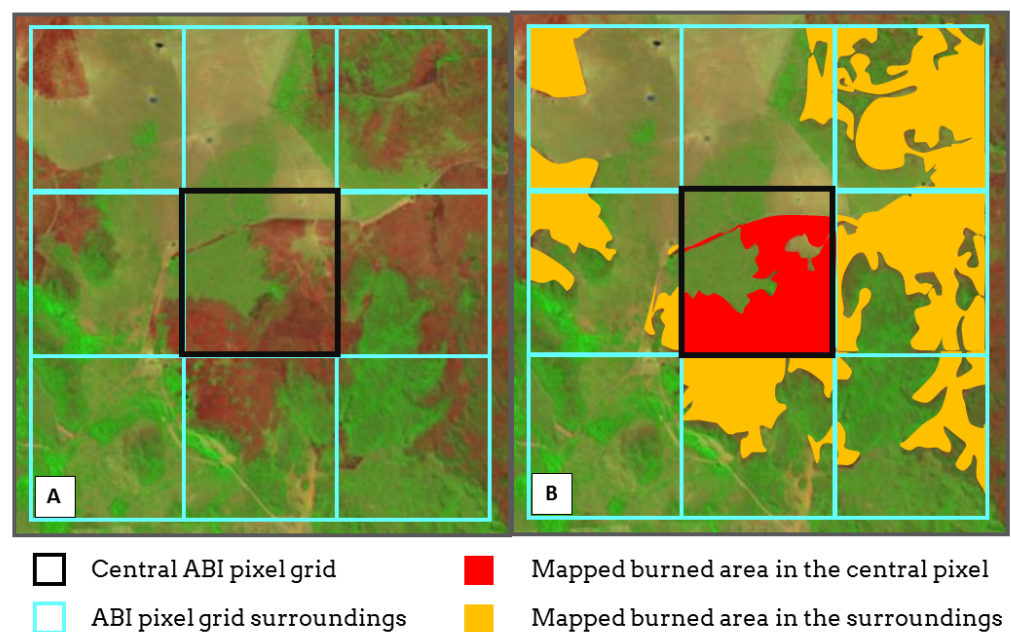 A
B
Central ABI pixel grid
Mapped burned area in the central pixel
ABI pixel grid surroundings
Mapped burned area in the surroundings